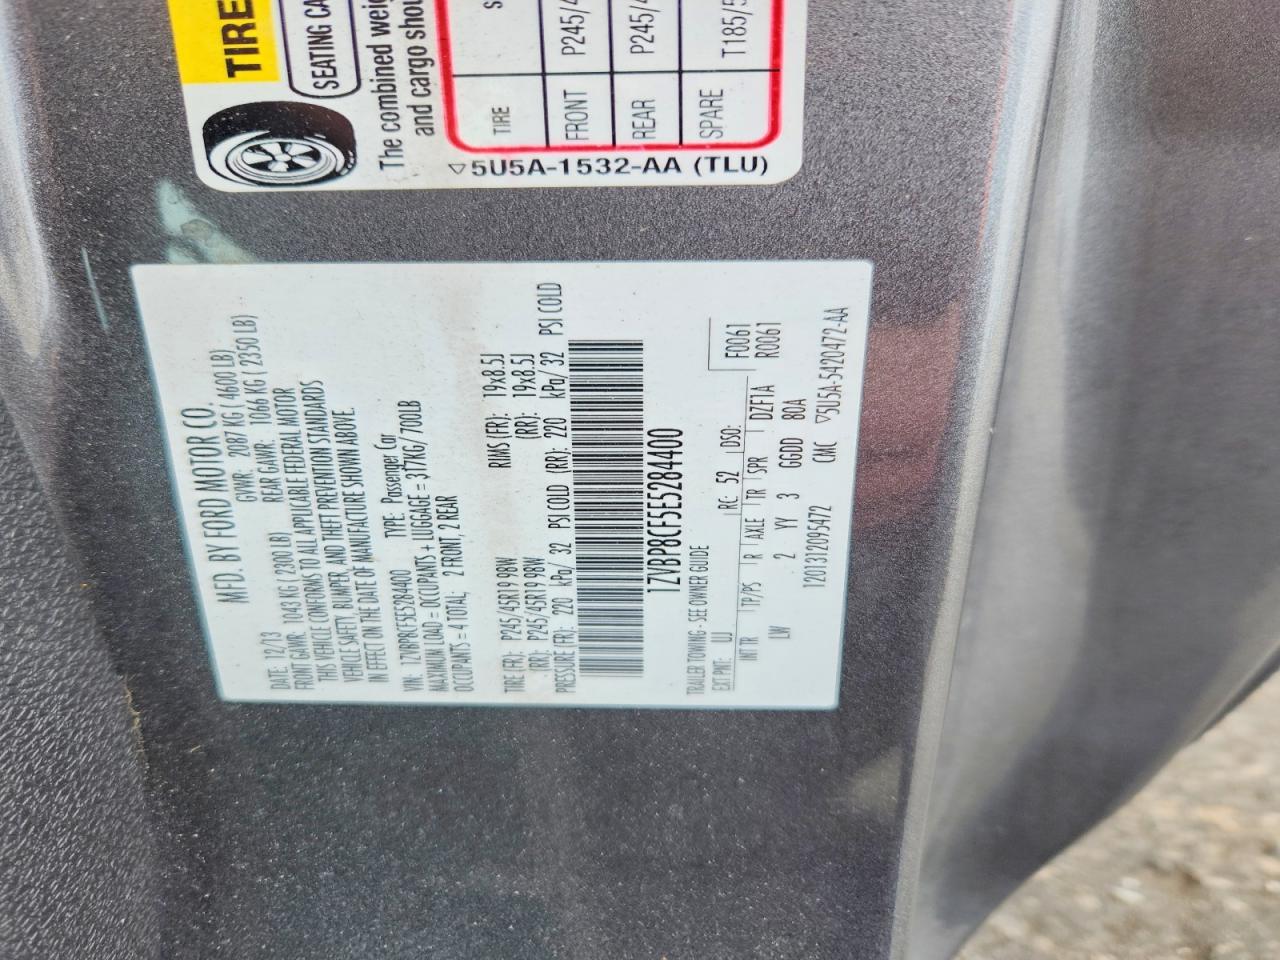 TIRE
SEATING CA
The combined weig
and cargo shou
TIRE S
FRONT P245/4
REAR P245/4
SPARE T185/5
▽5U5A-1532-AA (TLU)
MFD. BY FORD MOTOR CO.
DATE: 12/13 GVWR: 2087 KG ( 4600 LB)
FRONT GAWR: 1043 KG ( 2300 LB) REAR GAWR: 1066 KG ( 2350 LB)
THIS VEHICLE CONFORMS TO ALL APPLICABLE FEDERAL MOTOR
VEHICLE SAFETY, BUMPER, AND THEFT PREVENTION STANDARDS
IN EFFECT ON THE DATE OF MANUFACTURE SHOWN ABOVE.
VIN: 1ZVBP8CF5E5284400 TYPE: Passenger Car
MAXIMUM LOAD = OCCUPANTS + LUGGAGE = 317KG/700LB
OCCUPANTS = 4 TOTAL; 2 FRONT, 2 REAR
TIRE (FR): P245/45R19 98W RIMS (FR): 19x8.5J
(RR): P245/45R19 98W (RR): 19x8.5J
PRESSURE (FR): 220 kPa/ 32 PSI COLD (RR): 220 kPa/ 32 PSI COLD
1ZVBP8CF5E5284400
TRAILER TOWING - SEE OWNER GUIDE
EXT PNT: UJ RC: 52 DSO: F0061
R0061
INT TR TP/PS R AXLE TR SPR DZF1A
LW 2 YY 3 GGDD 80A
1201312095472 CMC ▽5U5A-5420472-AA